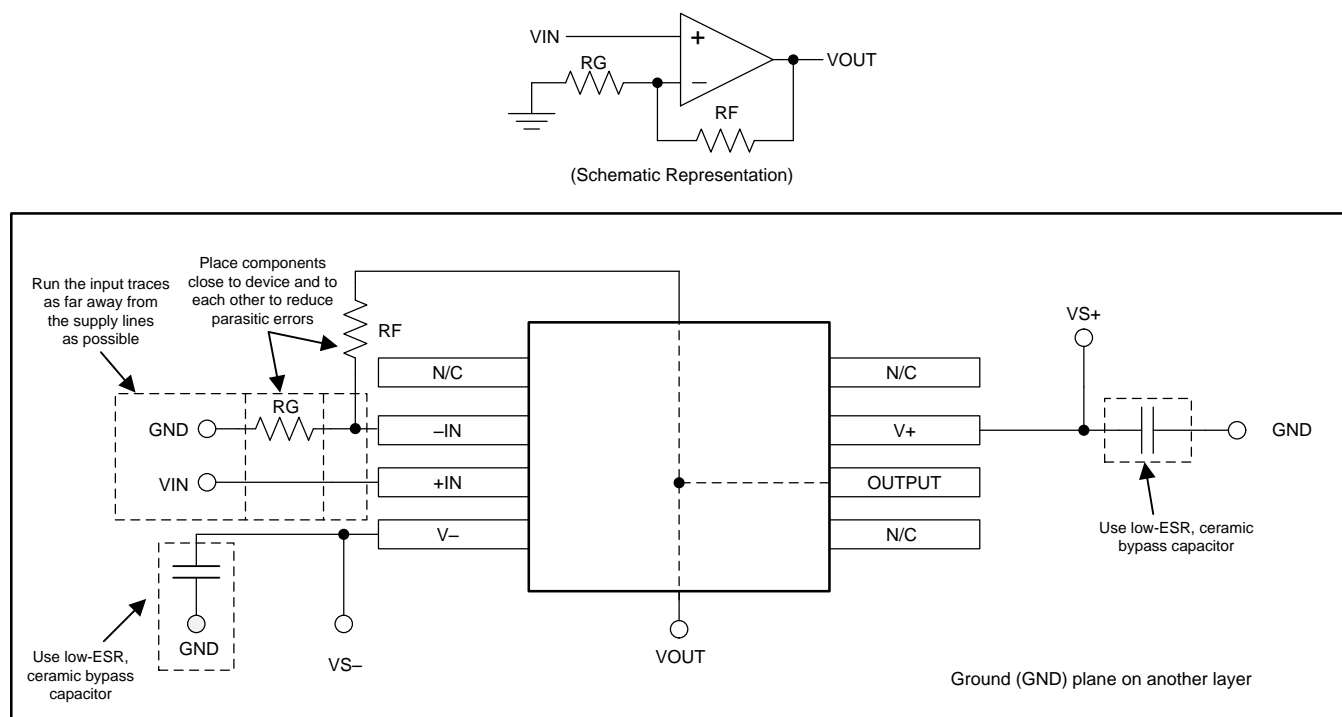 VIN
+
VOUT
RG
–
RF
(Schematic Representation)
Run the input traces
as far away from
the supply lines
as possible
Place components
close to device and to
each other to reduce
parasitic errors
RF
VS+
N/C
N/C
RG
GND
–IN
V+
GND
VIN
+IN
OUTPUT
V–
N/C
Use low-ESR, ceramic
bypass capacitor
GND
Use low-ESR,
ceramic bypass
capacitor
VS–
VOUT
Ground (GND) plane on another layer